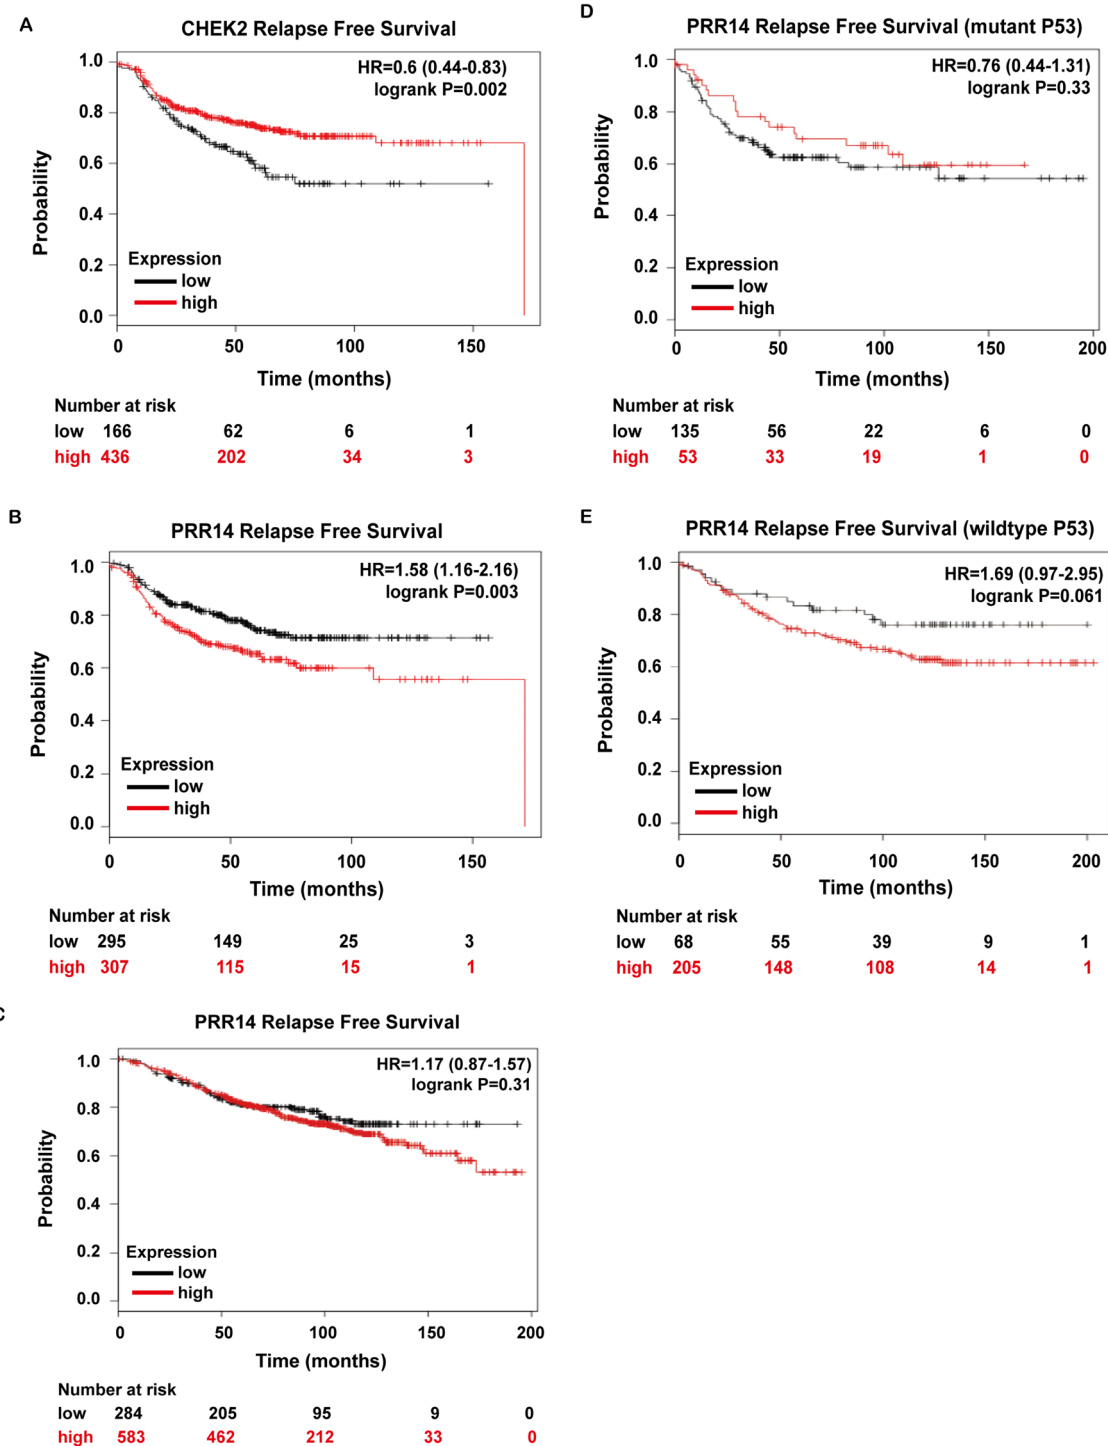 A
CHEK2 Relapse Free Survival
HR=0.6 (0.44-0.83)
logrank P=0.002
1.0
0.8
0.6
0.4
0.2
0.0
Probability
Expression
low
high
0 50 100 150
Time (months)
Number at risk
low 166 62 6 1
high 436 202 34 3
B
PRR14 Relapse Free Survival
HR=1.58 (1.16-2.16)
logrank P=0.003
1.0
0.8
0.6
0.4
0.2
0.0
Probability
Expression
low
high
0 50 100 150
Time (months)
Number at risk
low 295 149 25 3
high 307 115 15 1
PRR14 Relapse Free Survival
HR=1.17 (0.87-1.57)
logrank P=0.31
1.0
0.8
0.6
0.4
0.2
0.0
Probability
Expression
low
high
0 50 100 150 200
Time (months)
Number at risk
low 284 205 95 9 0
high 583 462 212 33 0
D
PRR14 Relapse Free Survival (mutant P53)
HR=0.76 (0.44-1.31)
logrank P=0.33
1.0
0.8
0.6
0.4
0.2
0.0
Probability
Expression
low
high
0 50 100 150 200
Time (months)
Number at risk
low 135 56 22 6 0
high 53 33 19 1 0
E
PRR14 Relapse Free Survival (wildtype P53)
HR=1.69 (0.97-2.95)
logrank P=0.061
1.0
0.8
0.6
0.4
0.2
0.0
Probability
Expression
low
high
0 50 100 150 200
Time (months)
Number at risk
low 68 55 39 9 1
high 205 148 108 14 1